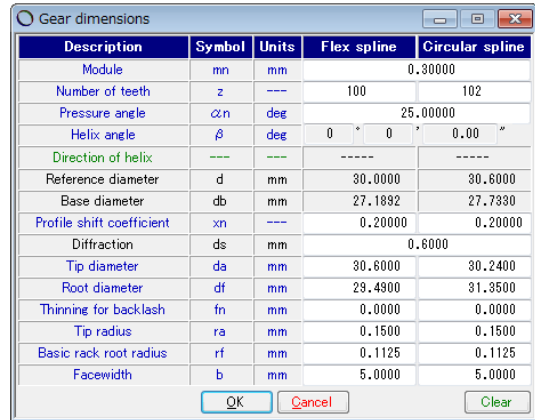 Gear dimensions
Description Symbol Units Flex spline Circular spline
Module mn mm 0.30000
Number of teeth z --- 100 102
Pressure angle αn deg 25.00000
Helix angle β deg 0 ° 0 ' 0.00 "
Direction of helix --- --- ----- -----
Reference diameter d mm 30.0000 30.6000
Base diameter db mm 27.1892 27.7330
Profile shift coefficient xn --- 0.20000 0.20000
Diffraction ds mm 0.6000
Tip diameter da mm 30.6000 30.2400
Root diameter df mm 29.4900 31.3500
Thinning for backlash fn mm 0.0000 0.0000
Tip radius ra mm 0.1500 0.1500
Basic rack root radius rf mm 0.1125 0.1125
Facewidth b mm 5.0000 5.0000
OK Cancel Clear